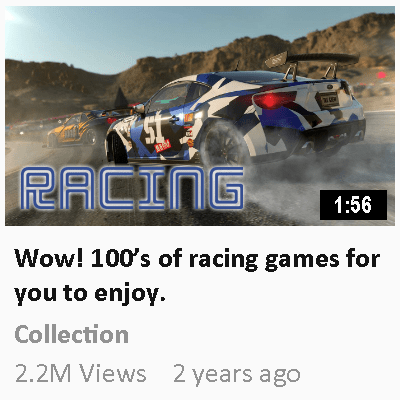 51
RACING
1:56
Wow! 100’s of racing games for
you to enjoy.
Collection
2.2M Views 2 years ago